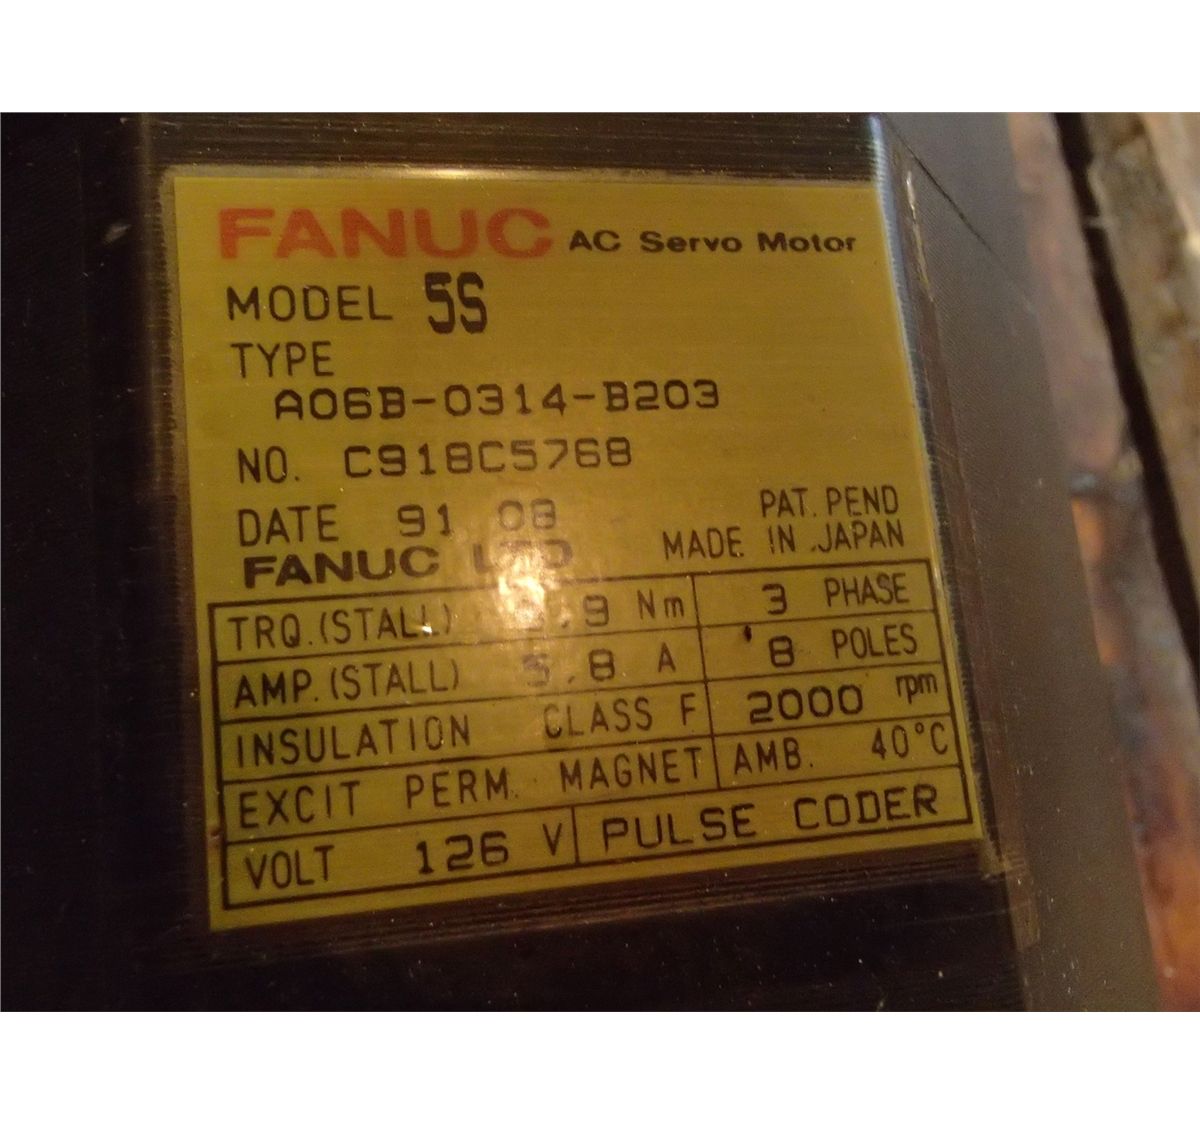 FANUC AC Servo Motor
MODEL 5S
TYPE
A06B-0314-B203
NO. C918C5768
DATE 91 08
PAT. PEND
FANUC LTD
MADE IN JAPAN
TRQ.(STALL) Nm 3 PHASE
AMP.(STALL) A 8 POLES
INSULATION CLASS F 2000 rpm
EXCIT PERM. MAGNET AMB. 40°C
VOLT 126 V PULSE CODER